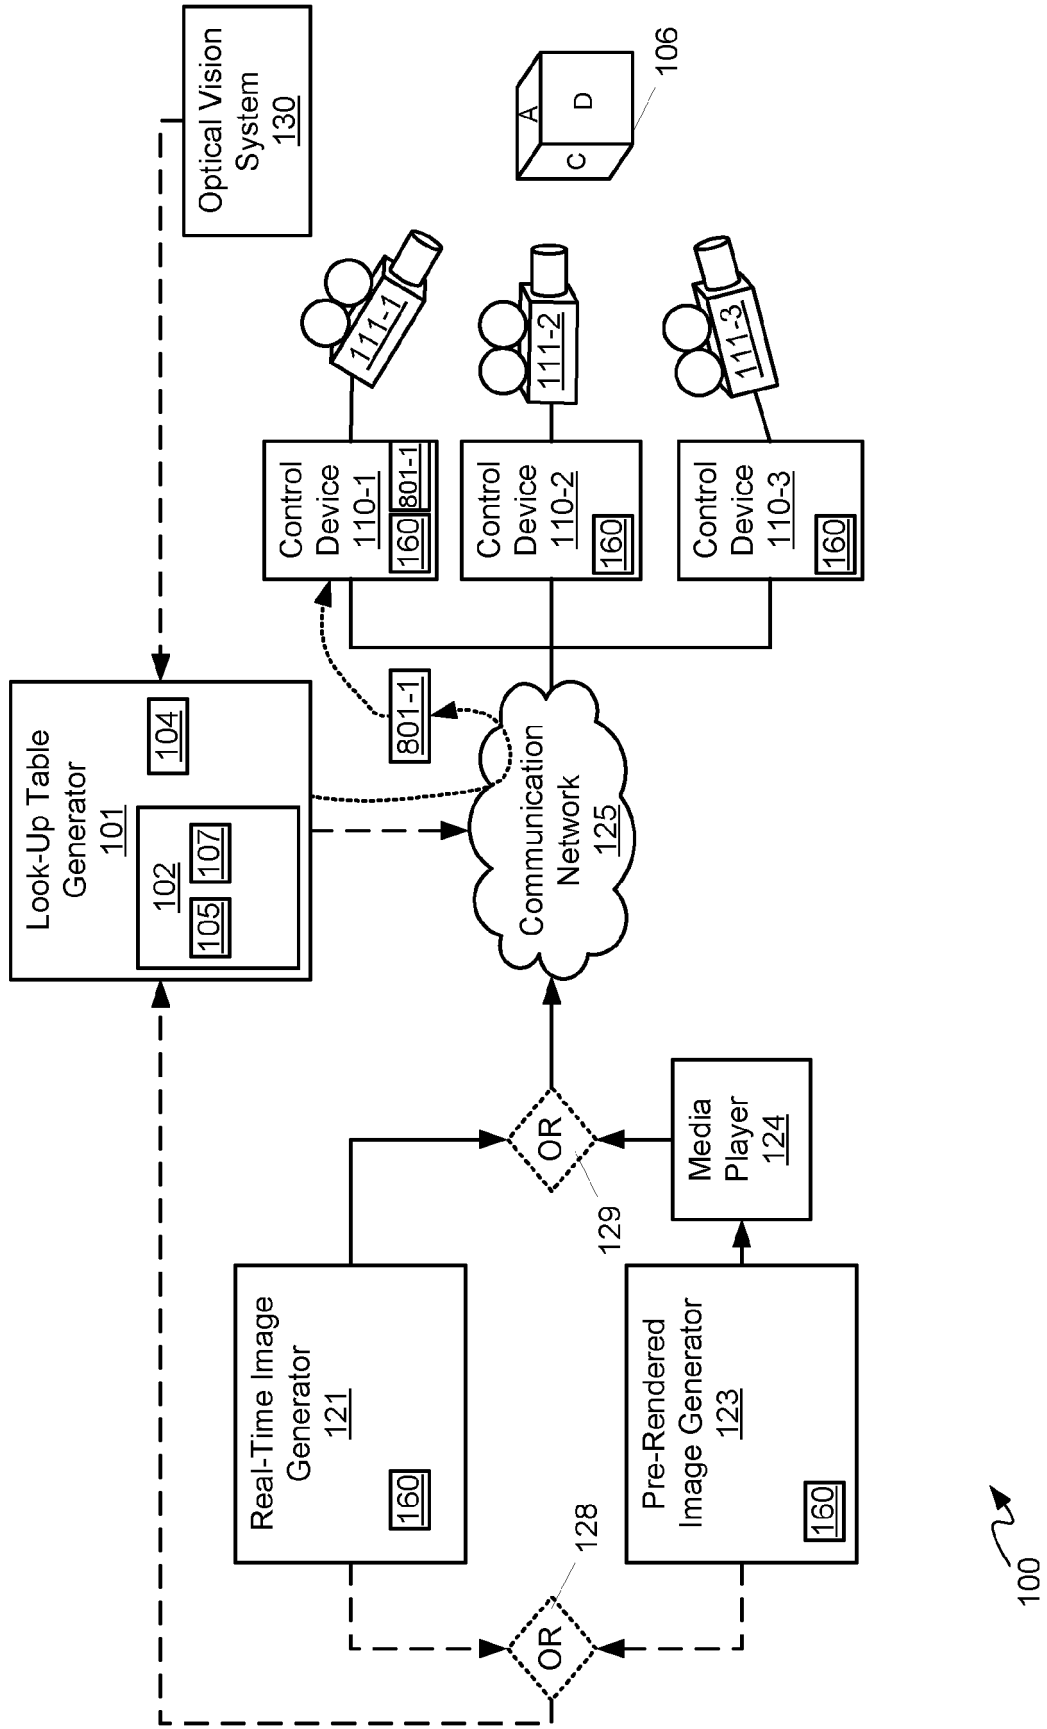 Optical Vision
System
130
Look-Up Table
Generator
101
102
105
107
104
801-1
Communication
Network
125
Control
Device
110-1
160
801-1
111-1
Control
Device
110-2
160
111-2
Control
Device
110-3
160
111-3
A
C
D
106
Real-Time Image
Generator
121
160
OR
128
OR
129
Pre-Rendered
Image Generator
123
160
Media
Player
124
100